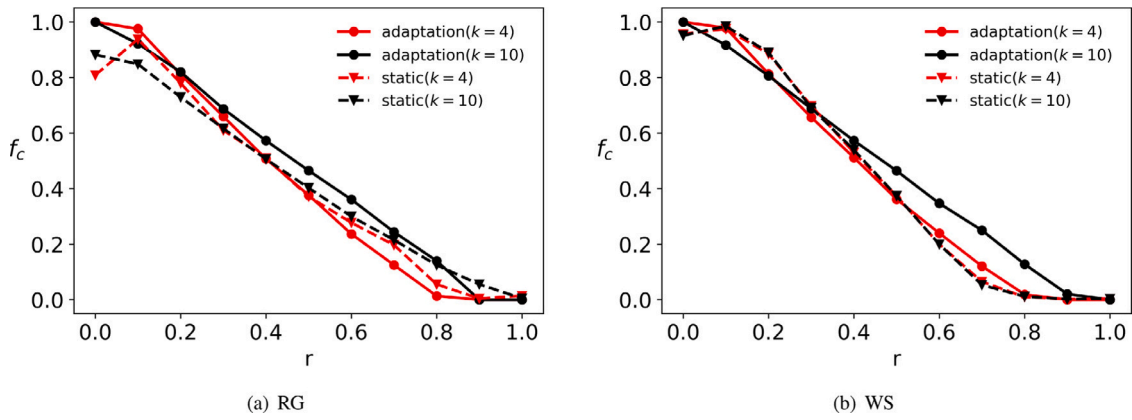 1.0
0.8
0.6
0.4
0.2
0.0
f_c
0.0 0.2 0.4 0.6 0.8 1.0
r
adaptation(k = 4)
adaptation(k = 10)
static(k = 4)
static(k = 10)
(a) RG
1.0
0.8
0.6
0.4
0.2
0.0
f_c
0.0 0.2 0.4 0.6 0.8 1.0
r
adaptation(k = 4)
adaptation(k = 10)
static(k = 4)
static(k = 10)
(b) WS